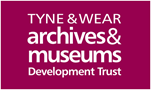 TYNE & WEAR
archives &
museums
Development Trust